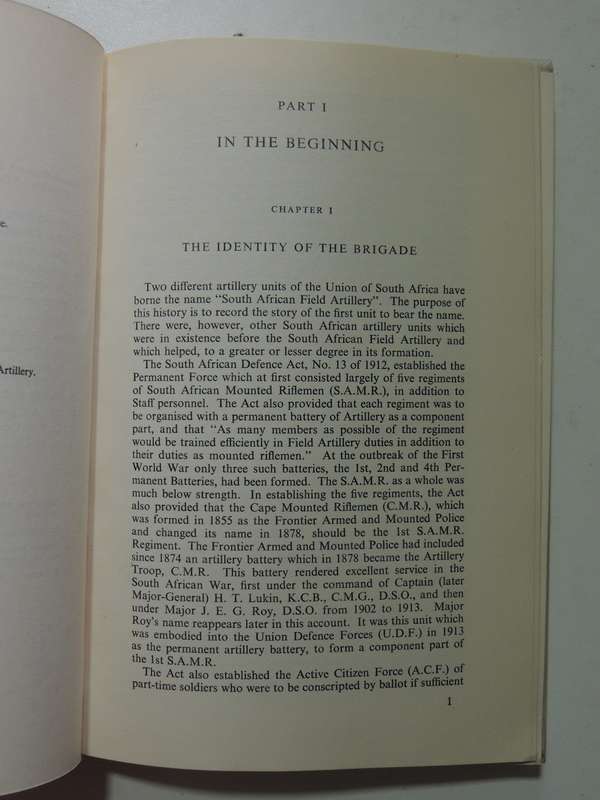 e.
Artillery.
PART I
IN THE BEGINNING
CHAPTER I
THE IDENTITY OF THE BRIGADE
Two different artillery units of the Union of South Africa have
borne the name "South African Field Artillery". The purpose of
this history is to record the story of the first unit to bear the name.
There were, however, other South African artillery units which
were in existence before the South African Field Artillery and
which helped, to a greater or lesser degree in its formation.
The South African Defence Act, No. 13 of 1912, established the
Permanent Force which at first consisted largely of five regiments
of South African Mounted Riflemen (S.A.M.R.), in addition to
Staff personnel. The Act also provided that each regiment was to
be organised with a permanent battery of Artillery as a component
part, and that "As many members as possible of the regiment
would be trained efficiently in Field Artillery duties in addition to
their duties as mounted riflemen." At the outbreak of the First
World War only three such batteries, the 1st, 2nd and 4th Per-
manent Batteries, had been formed. The S.A.M.R. as a whole was
much below strength. In establishing the five regiments, the Act
also provided that the Cape Mounted Riflemen (C.M.R.), which
was formed in 1855 as the Frontier Armed and Mounted Police
and changed its name in 1878, should be the 1st S.A.M.R.
Regiment. The Frontier Armed and Mounted Police had included
since 1874 an artillery battery which in 1878 became the Artillery
Troop, C.M.R. This battery rendered excellent service in the
South African War, first under the command of Captain (later
Major-General) H. T. Lukin, K.C.B., C.M.G., D.S.O., and then
under Major J. E. G. Roy, D.S.O. from 1902 to 1913. Major
Roy's name reappears later in this account. It was this unit which
was embodied into the Union Defence Forces (U.D.F.) in 1913
as the permanent artillery battery, to form a component part of
the 1st S.A.M.R.
The Act also established the Active Citizen Force (A.C.F.) of
part-time soldiers who were to be conscripted by ballot if sufficient
1